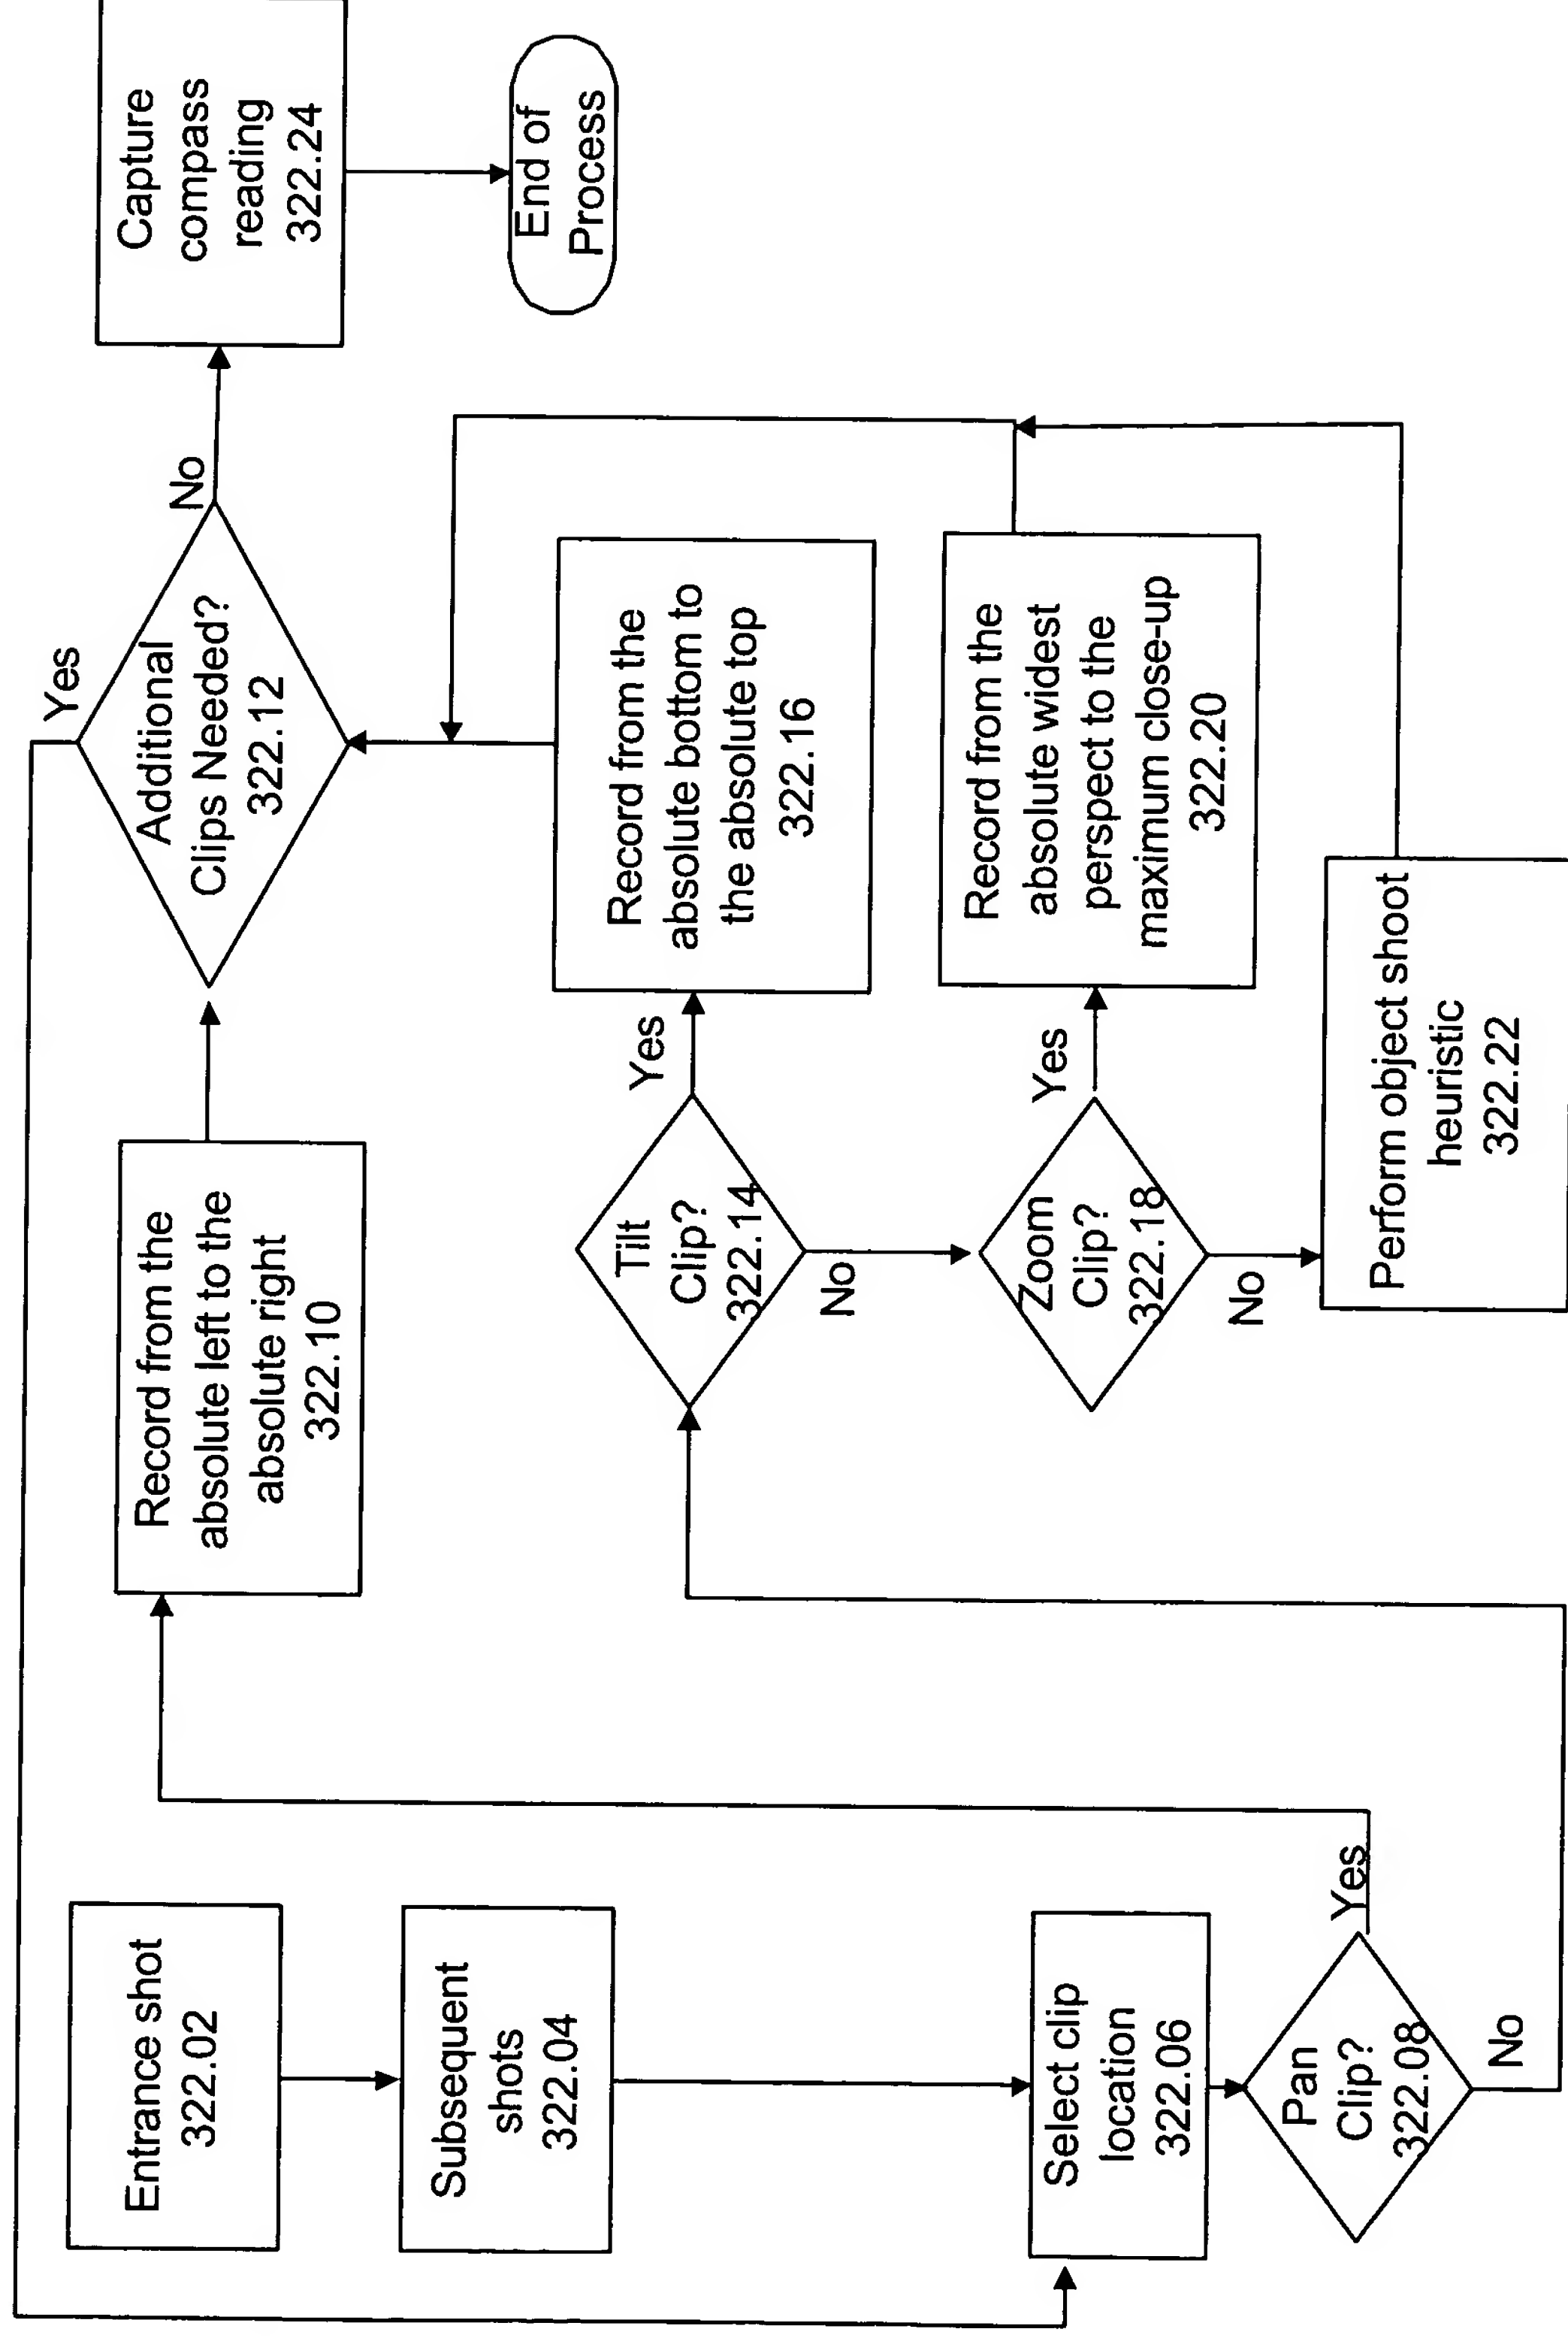 Entrance shot
322.02
Subsequent
shots
322.04
Select clip
location
322.06
Pan
Clip?
322.08
Yes
No
Record from the
absolute left to the
absolute right
322.10
Additional
Clips Needed?
322.12
Yes
No
Tilt
Clip?
322.14
Yes
No
Record from the
absolute bottom to
the absolute top
322.16
Zoom
Clip?
322.18
Yes
No
Record from the
absolute widest
perspect to the
maximum close-up
322.20
Perform object shoot
heuristic
322.22
Capture
compass
reading
322.24
End of
Process